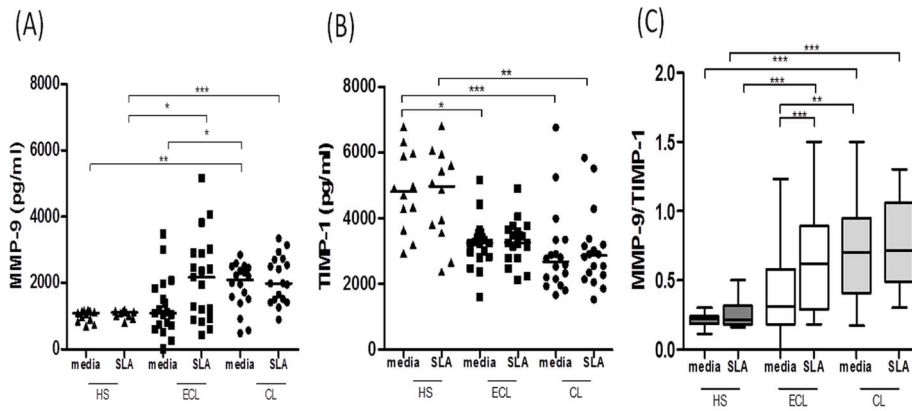 (A)
MMP-9 (pg/ml)
8000
6000
4000
2000
0
***
*
*
**
media SLA media SLA media SLA
HS ECL CL
(B)
TIMP-1 (pg/ml)
8000
6000
4000
2000
0
**
***
*
media SLA media SLA media SLA
HS ECL CL
(C)
MMP-9/TIMP-1
2.0
1.5
1.0
0.5
0.0
***
***
***
**
***
media SLA media SLA media SLA
HS ECL CL